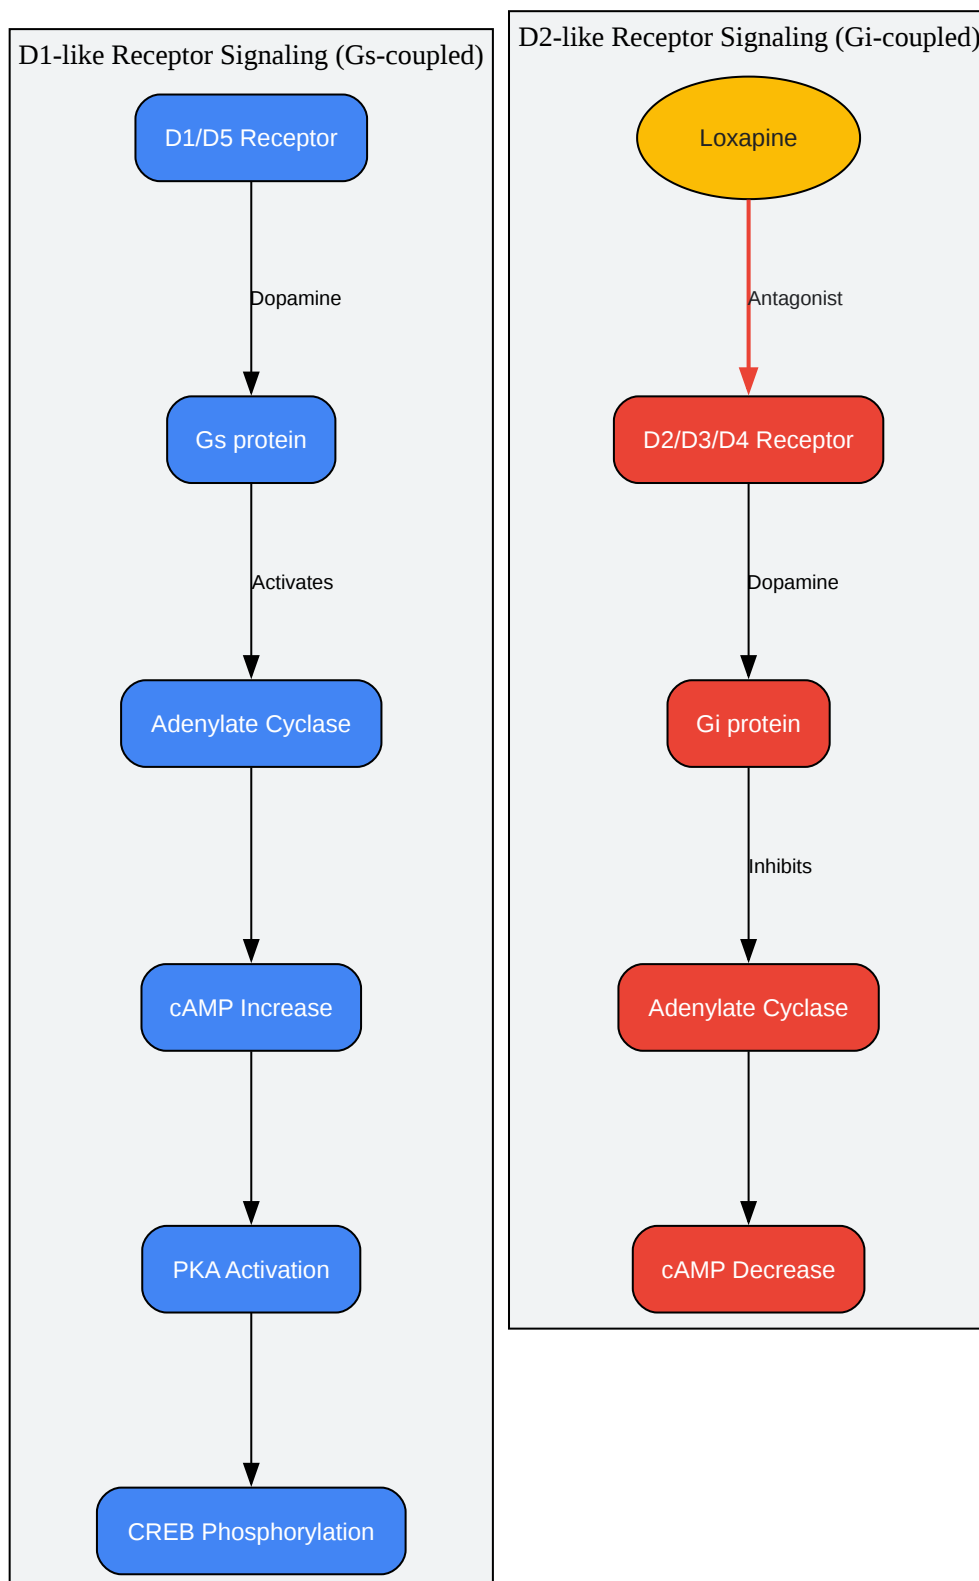 D1-like Receptor Signaling (Gs-coupled)
D1/D5 Receptor
Dopamine
Gs protein
Activates
Adenylate Cyclase
cAMP Increase
PKA Activation
CREB Phosphorylation
D2-like Receptor Signaling (Gi-coupled)
Loxapine
Antagonist
D2/D3/D4 Receptor
Dopamine
Gi protein
Inhibits
Adenylate Cyclase
cAMP Decrease